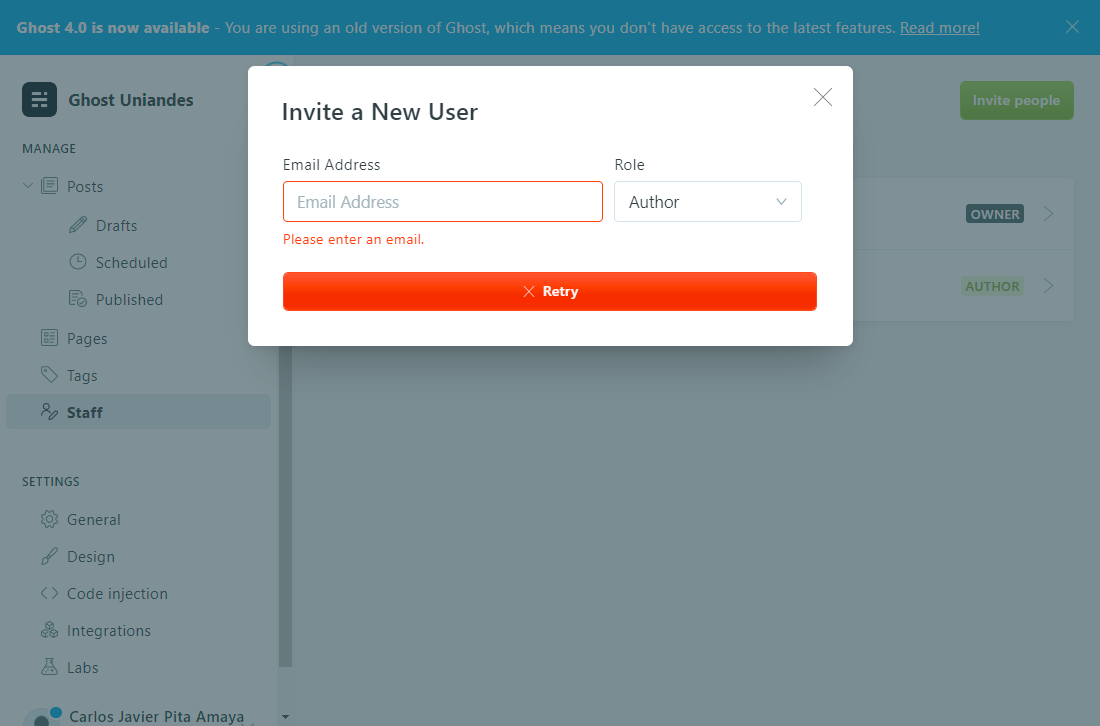 Ghost 4.0 is now available - You are using an old version of Ghost, which means you don't have access to the latest features. Read more!
Ghost Uniandes
Invite people
MANAGE
Posts
Drafts
Scheduled
Published
Pages
Tags
Staff
SETTINGS
General
Design
Code injection
Integrations
Labs
Carlos Javier Pita Amaya
Invite a New User
Email Address
Role
Email Address
Author
Please enter an email.
Retry
OWNER
AUTHOR